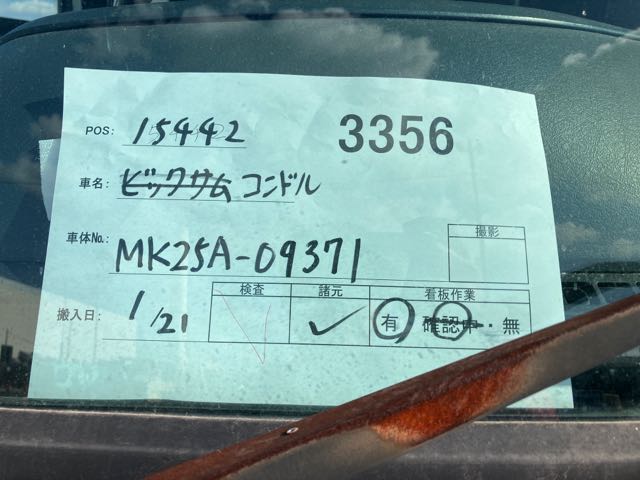 POS: 15442 3356
車名: ビックサム コンドル
車体No.: MK25A-09371
撮影
搬入日: 1/21
検査 諸元 看板作業
✓ ✓ 有 確認中・無